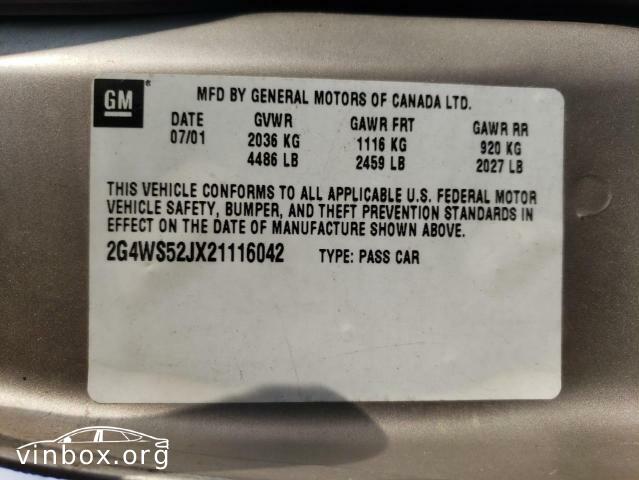 GM®
MFD BY GENERAL MOTORS OF CANADA LTD.
DATE GVWR GAWR FRT GAWR RR
07/01 2036 KG 1116 KG 920 KG
4486 LB 2459 LB 2027 LB
THIS VEHICLE CONFORMS TO ALL APPLICABLE U.S. FEDERAL MOTOR
VEHICLE SAFETY, BUMPER, AND THEFT PREVENTION STANDARDS IN
EFFECT ON THE DATE OF MANUFACTURE SHOWN ABOVE.
2G4WS52JX21116042 TYPE: PASS CAR
vinbox.org